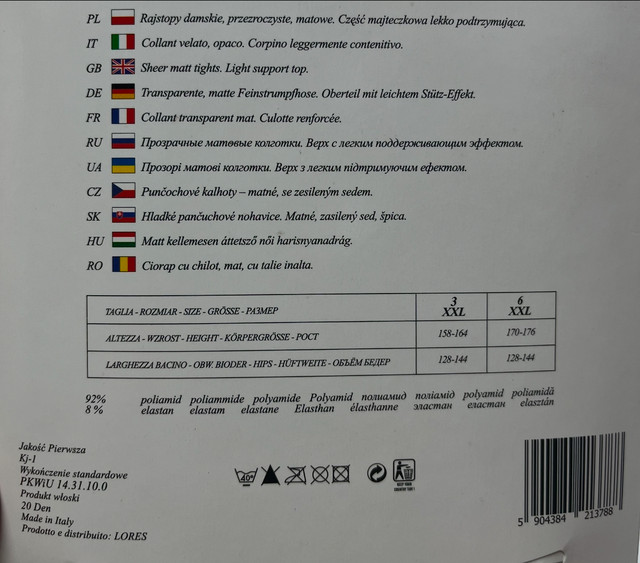 PL Rajstopy damskie, przezroczyste, matowe. Część majteczkowa lekko podtrzymująca.
IT Collant velato, opaco. Corpino leggermente contenitivo.
GB Sheer matt tights. Light support top.
DE Transparente, matte Feinstrumpfhose. Oberteil mit leichtem Stütz-Effekt.
FR Collant transparent mat. Culotte renforcée.
RU Прозрачные матовые колготки. Верх с легким поддерживающим эффектом.
UA Прозорі матові колготки. Верх з легким підтримуючим ефектом.
CZ Punčochové kalhoty – matné, se zesileným sedem.
SK Hladké pančuchové nohavice. Matné, zasilený sed, špica.
HU Matt kellemesen áttetsző női harisnyanadrág.
RO Ciorap cu chilot, mat, cu talie inalta.
TAGLIA - ROZMIAR - SIZE - GRÖSSE - РАЗМЕР 3 XXL 6 XXL
ALTEZZA - WZROST - HEIGHT - KÖRPERGRÖSSE - РОСТ 158-164 170-176
LARGHEZZA BACINO - OBW. BIODER - HIPS - HÜFTWEITE - ОБЪЁМ БЕДЕР 128-144 128-144
92% poliamid poliammide polyamide Polyamid полиамид поліамід polyamid poliamidă
8% elastan elastam elastane Elasthan élasthanne эластан еластан elasztán
Jakość Pierwsza
Kj-1
Wykończenie standardowe
PKWiU 14.31.10.0
Produkt włoski
20 Den
Made in Italy
Prodotto e distribuito: LORES
40°
KEEP YOUR
COUNTRY TIDY!
5 904384 213788